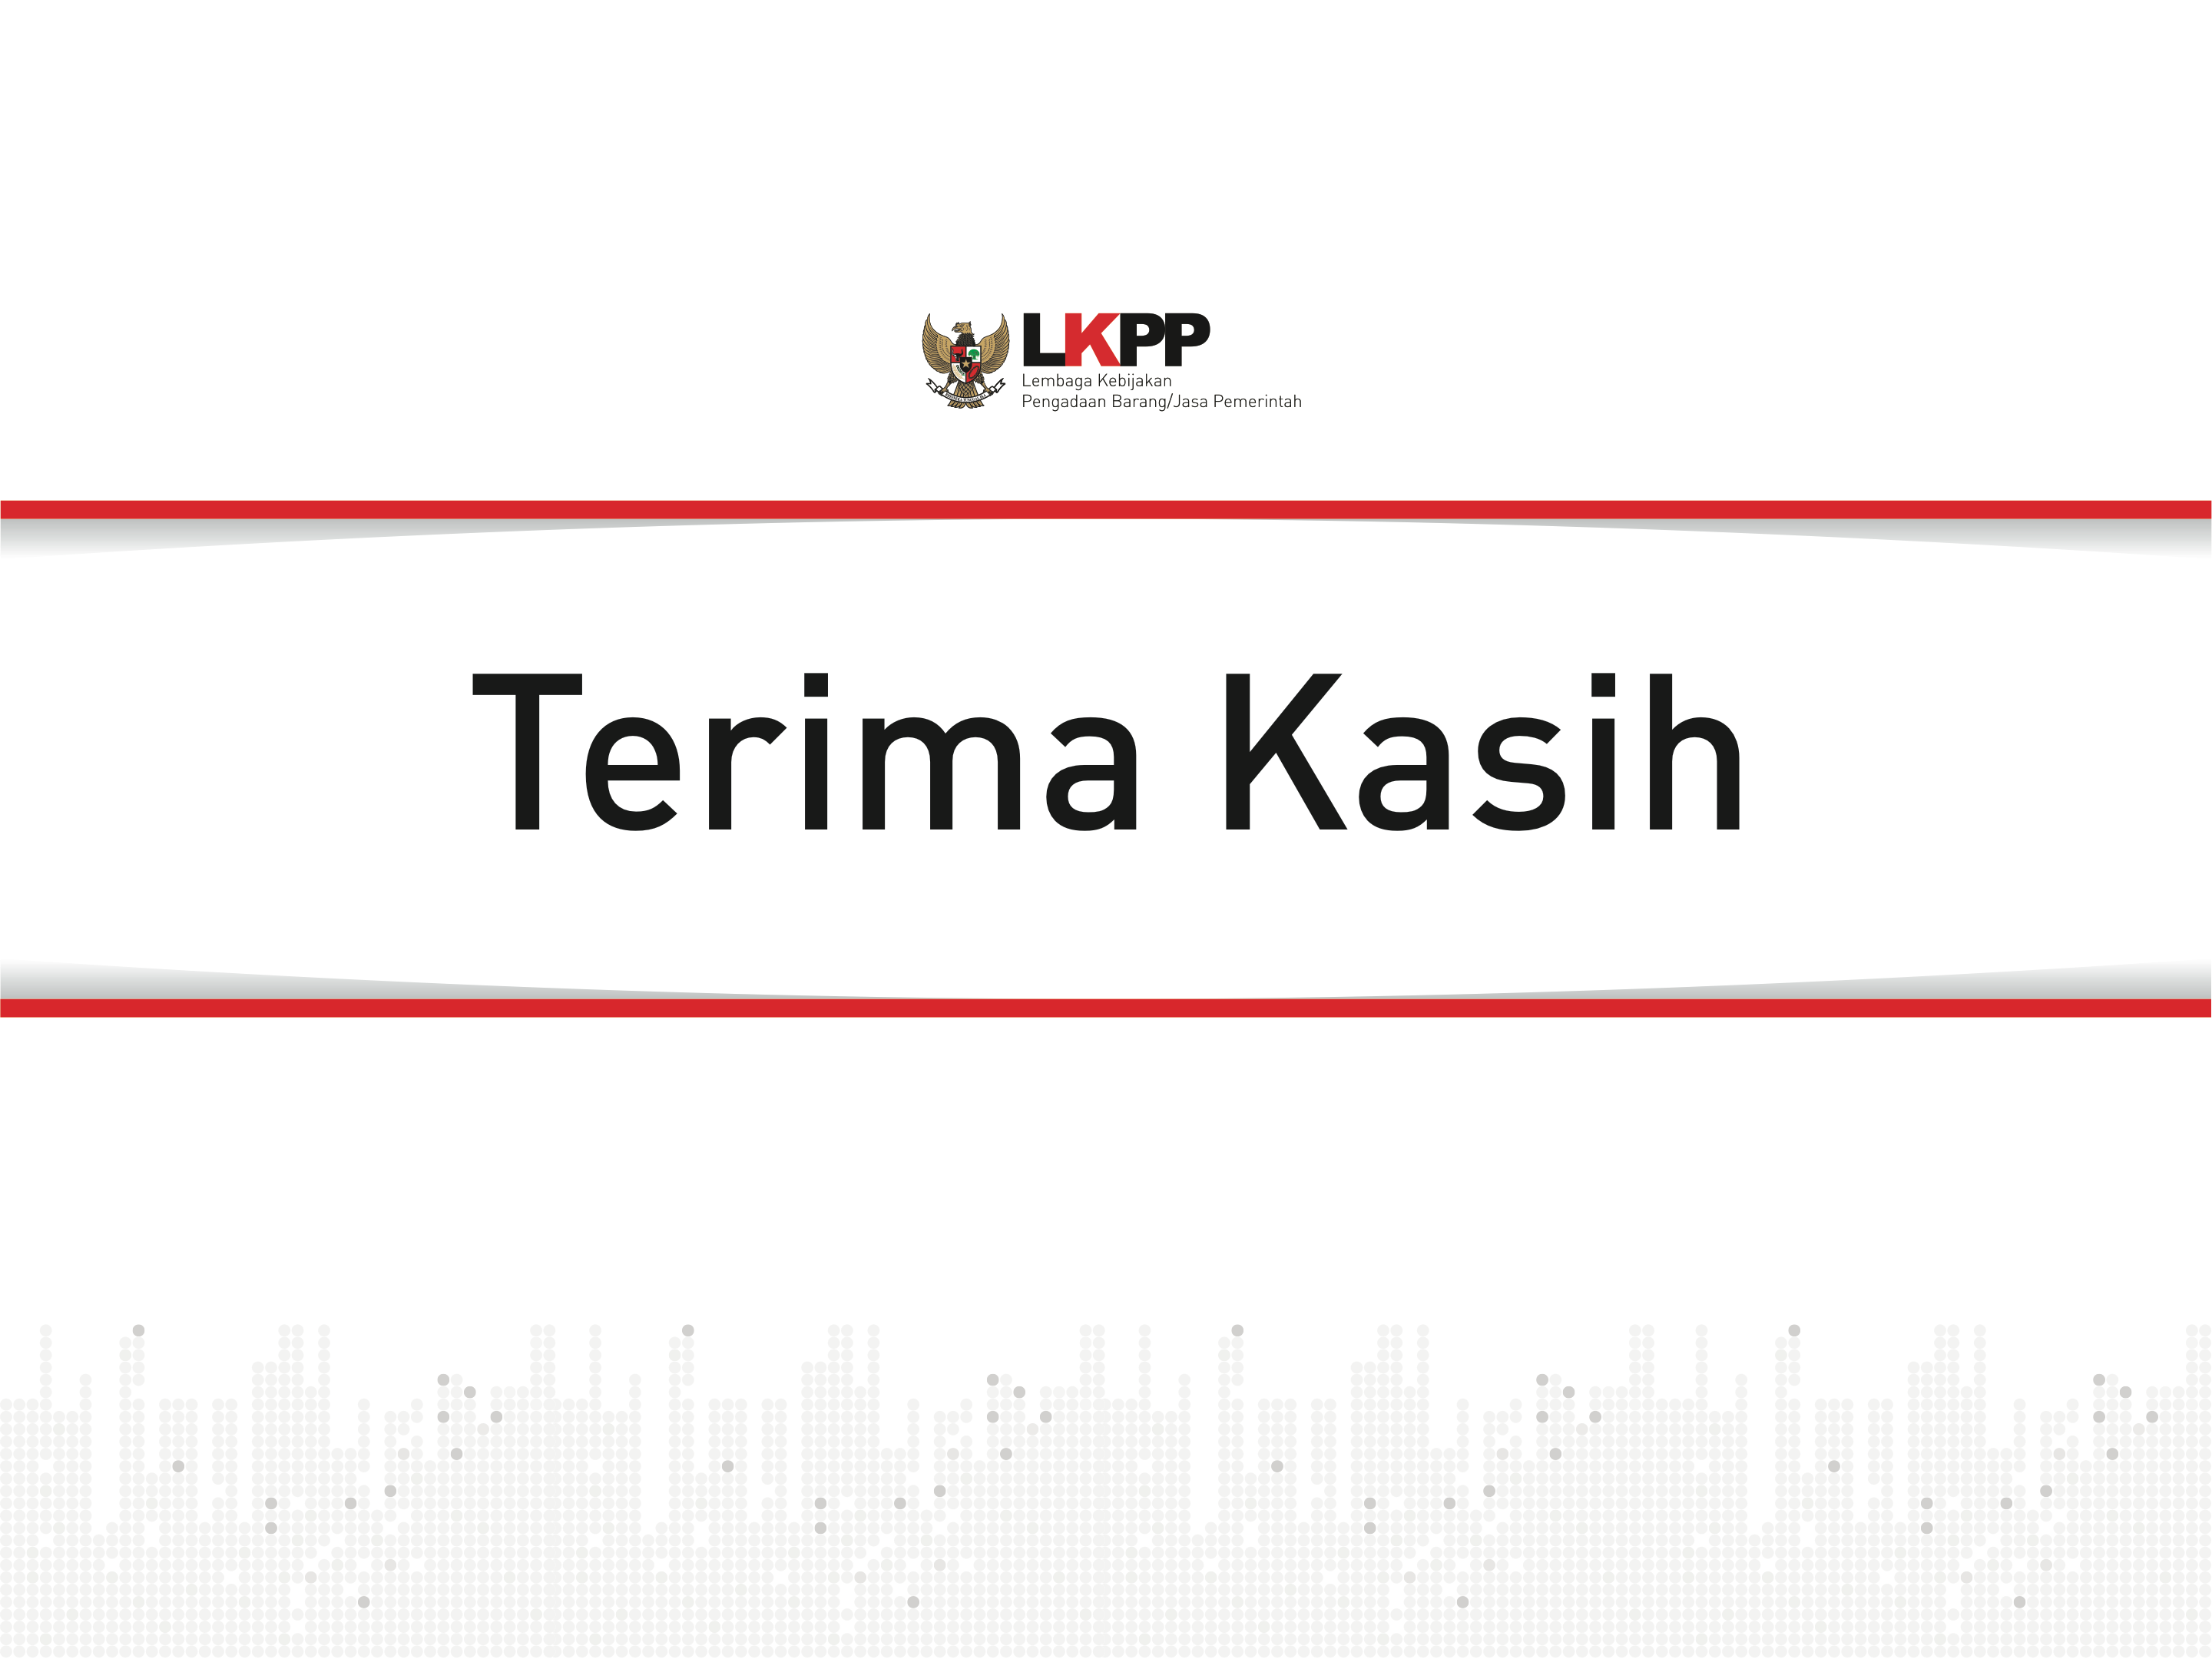 LKPP
Lembaga Kebijakan
Pengadaan Barang/Jasa Pemerintah
Terima Kasih